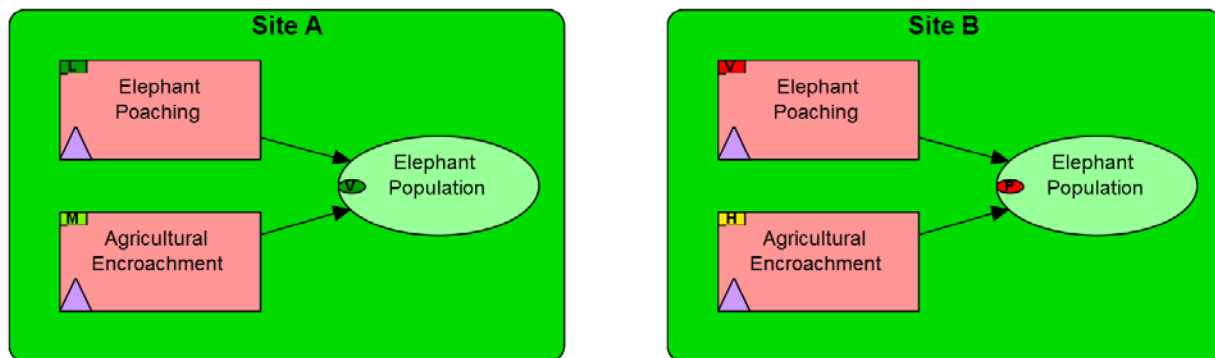 Site A
L
Elephant
Poaching
V
Elephant
Population
M
Agricultural
Encroachment
Site B
V
Elephant
Poaching
P
Elephant
Population
H
Agricultural
Encroachment